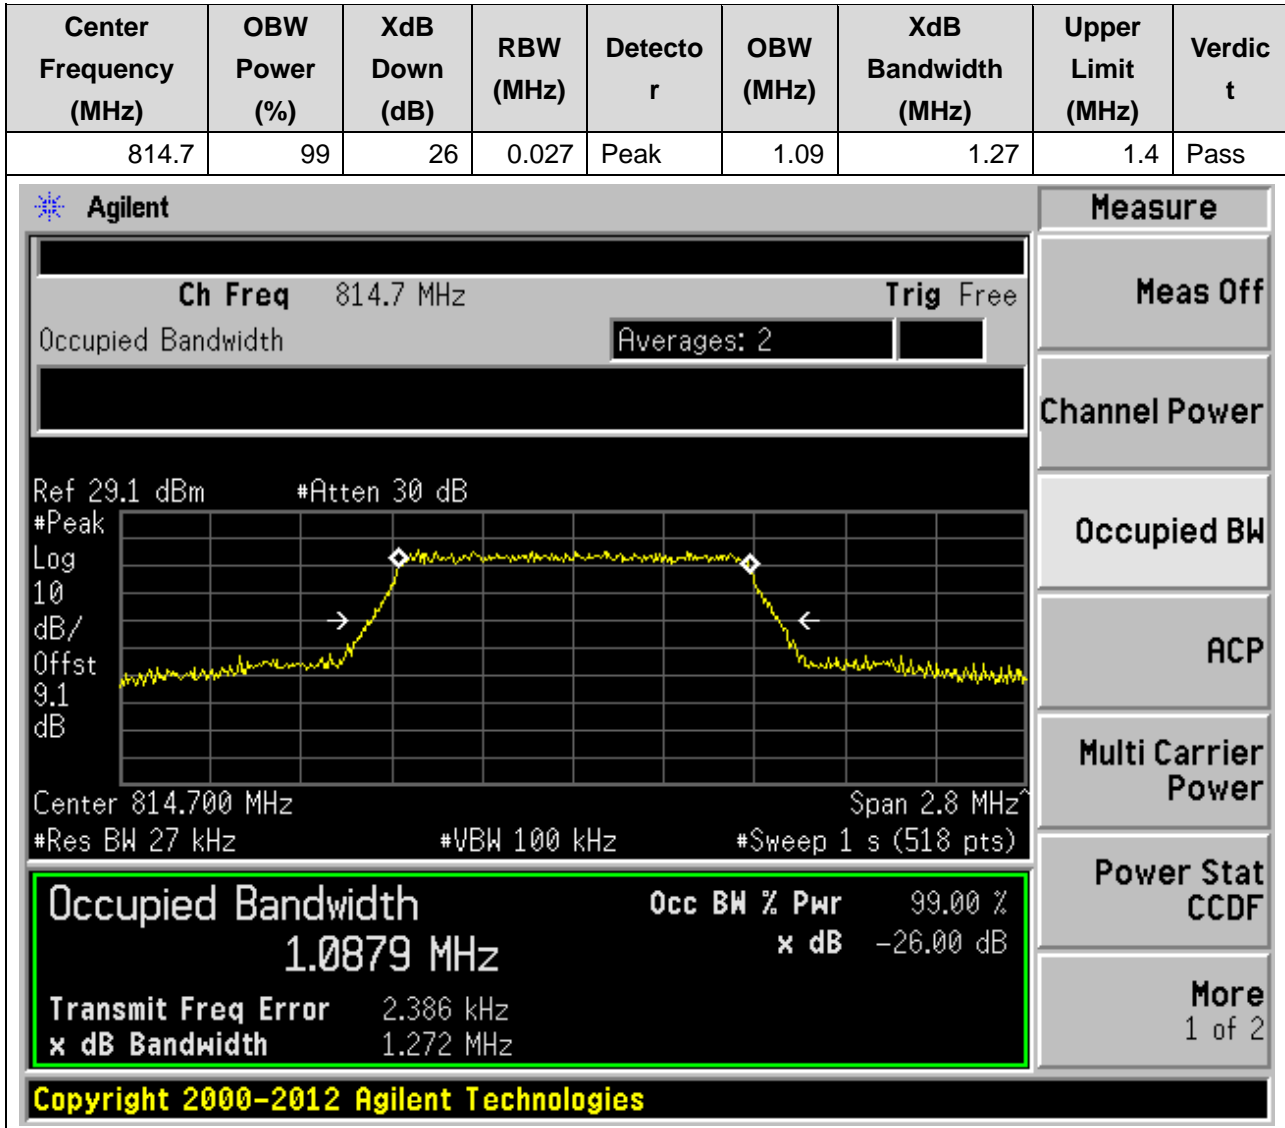 Center Frequency (MHz) OBW Power (%) XdB Down (dB) RBW (MHz) Detecto r OBW (MHz) XdB Bandwidth (MHz) Upper Limit (MHz) Verdic t
814.7 99 26 0.027 Peak 1.09 1.27 1.4 Pass
Agilent
Measure
Ch Freq 814.7 MHz Trig Free
Meas Off
Occupied Bandwidth Averages: 2
Channel Power
Ref 29.1 dBm #Atten 30 dB
#Peak
Log
10
dB/
Offst
9.1
dB
Occupied BW
ACP
Multi Carrier
Power
Center 814.700 MHz Span 2.8 MHz^
#Res BW 27 kHz #VBW 100 kHz #Sweep 1 s (518 pts)
Power Stat
CCDF
Occupied Bandwidth Occ BW % Pwr 99.00 %
1.0879 MHz x dB -26.00 dB
Transmit Freq Error 2.386 kHz
x dB Bandwidth 1.272 MHz
More
1 of 2
Copyright 2000-2012 Agilent Technologies